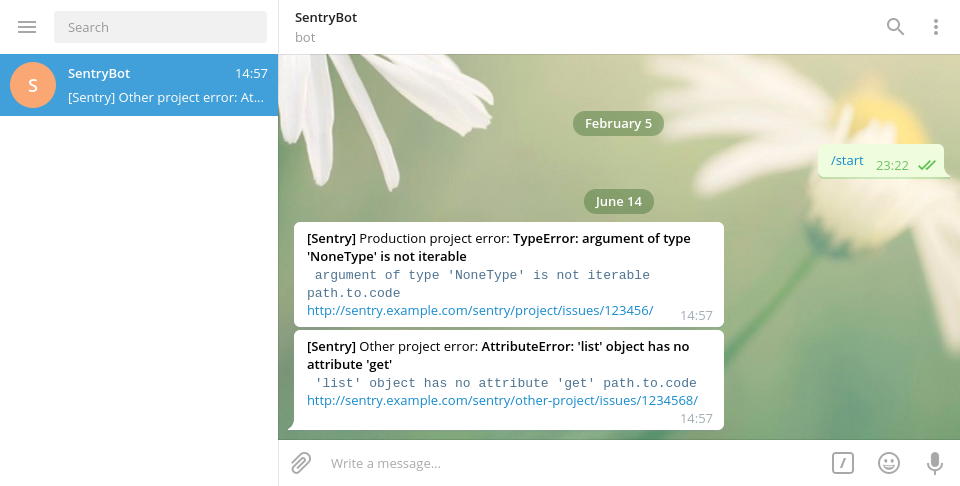 Search
S
SentryBot 14:57
[Sentry] Other project error: At...
SentryBot
bot
February 5
/start 23:22
June 14
[Sentry] Production project error: TypeError: argument of type
'NoneType' is not iterable
argument of type 'NoneType' is not iterable
path.to.code
http://sentry.example.com/sentry/project/issues/123456/
14:57
[Sentry] Other project error: AttributeError: 'list' object has no
attribute 'get'
'list' object has no attribute 'get' path.to.code
http://sentry.example.com/sentry/other-project/issues/1234568/
14:57
Write a message...
/